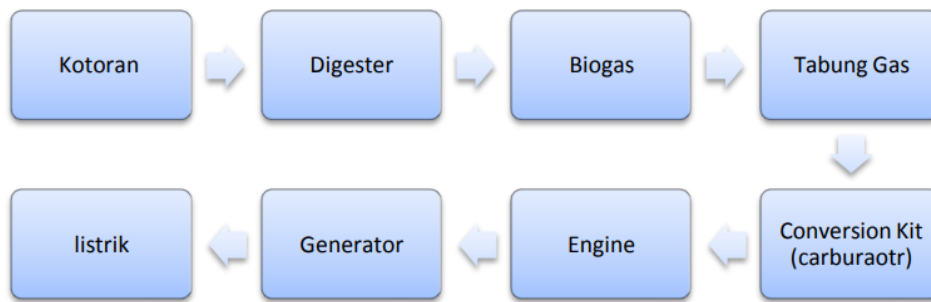 Kotoran
Digester
Biogas
Tabung Gas
Conversion Kit
(carburaotr)
Engine
Generator
listrik